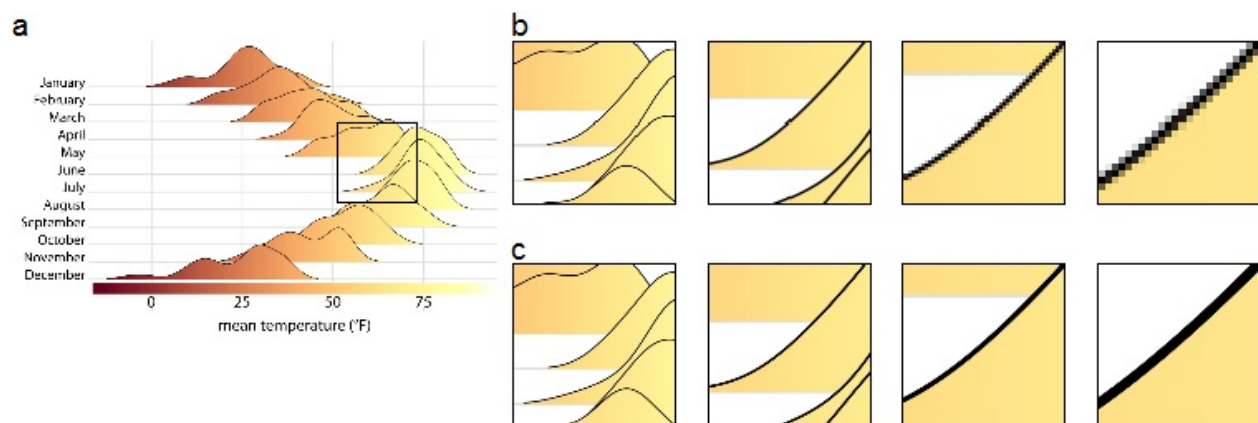 a
January
February
March
April
May
June
July
August
September
October
November
December
0 25 50 75
mean temperature (°F)
b
c